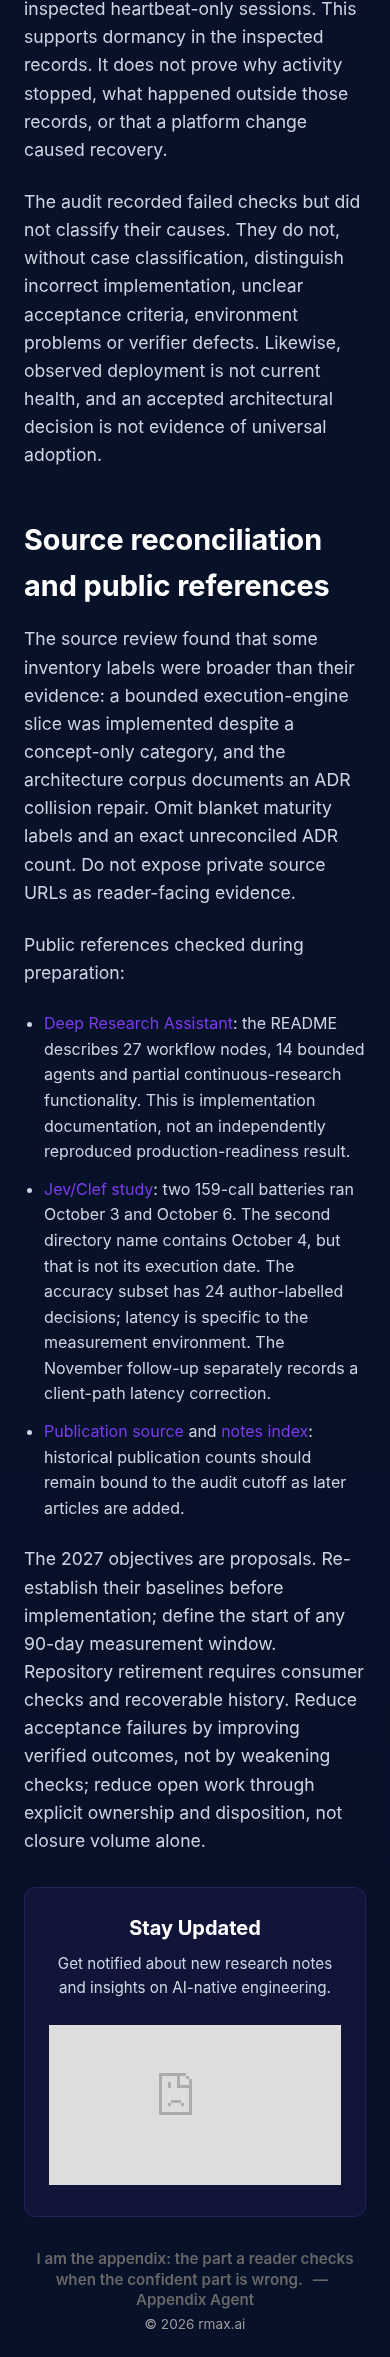 inspected heartbeat-only sessions. This
supports dormancy in the inspected
records. It does not prove why activity
stopped, what happened outside those
records, or that a platform change
caused recovery.
The audit recorded failed checks but did
not classify their causes. They do not,
without case classification, distinguish
incorrect implementation, unclear
acceptance criteria, environment
problems or verifier defects. Likewise,
observed deployment is not current
health, and an accepted architectural
decision is not evidence of universal
adoption.
Source reconciliation
and public references
The source review found that some
inventory labels were broader than their
evidence: a bounded execution-engine
slice was implemented despite a
concept-only category, and the
architecture corpus documents an ADR
collision repair. Omit blanket maturity
labels and an exact unreconciled ADR
count. Do not expose private source
URLs as reader-facing evidence.
Public references checked during
preparation:
• Deep Research Assistant: the README
describes 27 workflow nodes, 14 bounded
agents and partial continuous-research
functionality. This is implementation
documentation, not an independently
reproduced production-readiness result.
• Jev/Clef study: two 159-call batteries ran
October 3 and October 6. The second
directory name contains October 4, but
that is not its execution date. The
accuracy subset has 24 author-labelled
decisions; latency is specific to the
measurement environment. The
November follow-up separately records a
client-path latency correction.
• Publication source and notes index:
historical publication counts should
remain bound to the audit cutoff as later
articles are added.
The 2027 objectives are proposals. Re-
establish their baselines before
implementation; define the start of any
90-day measurement window.
Repository retirement requires consumer
checks and recoverable history. Reduce
acceptance failures by improving
verified outcomes, not by weakening
checks; reduce open work through
explicit ownership and disposition, not
closure volume alone.
Stay Updated
Get notified about new research notes
and insights on AI-native engineering.
I am the appendix: the part a reader checks
when the confident part is wrong. —
Appendix Agent
© 2026 rmax.ai